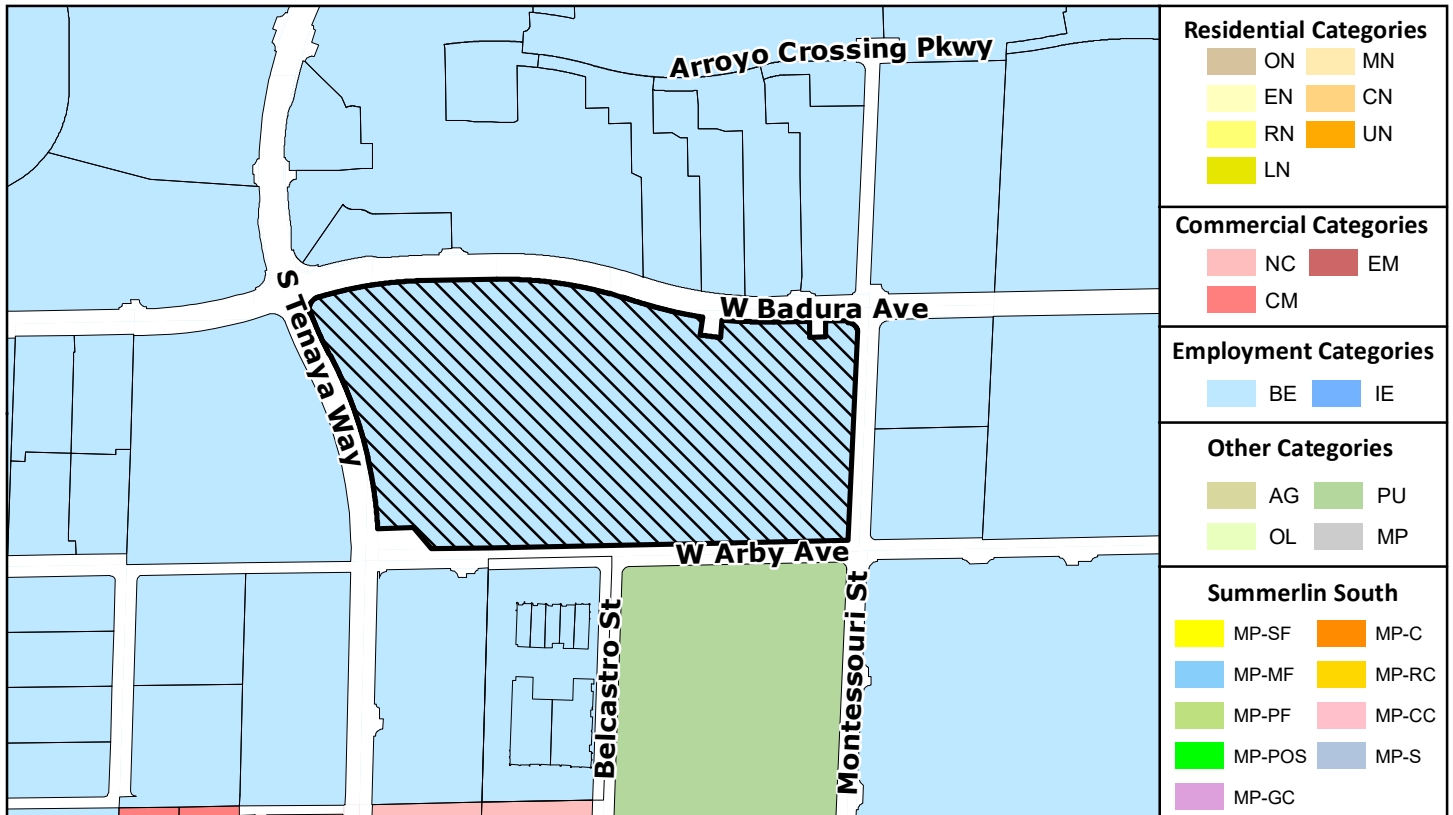 Arroyo Crossing Pkwy
S Tenaya Way
W Badura Ave
W Arby Ave
Belcastro St
Montessouri St
Residential Categories
ON MN
EN CN
RN UN
LN
Commercial Categories
NC EM
CM
Employment Categories
BE IE
Other Categories
AG PU
OL MP
Summerlin South
MP-SF MP-C
MP-MF MP-RC
MP-PF MP-CC
MP-POS MP-S
MP-GC